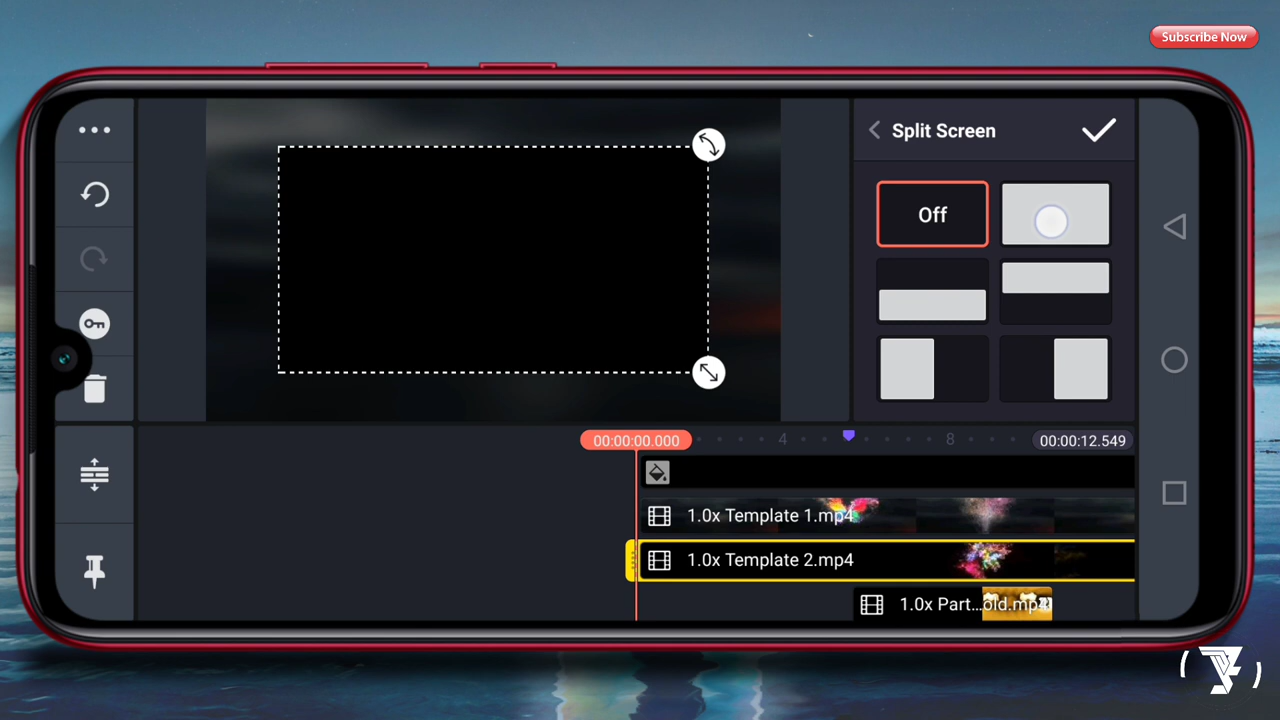 Subscribe Now
Split Screen
Off
00:00:00.000
4
8
00:00:12.549
1.0x Template 1.mp4
1.0x Template 2.mp4
1.0x Part...old.mp4